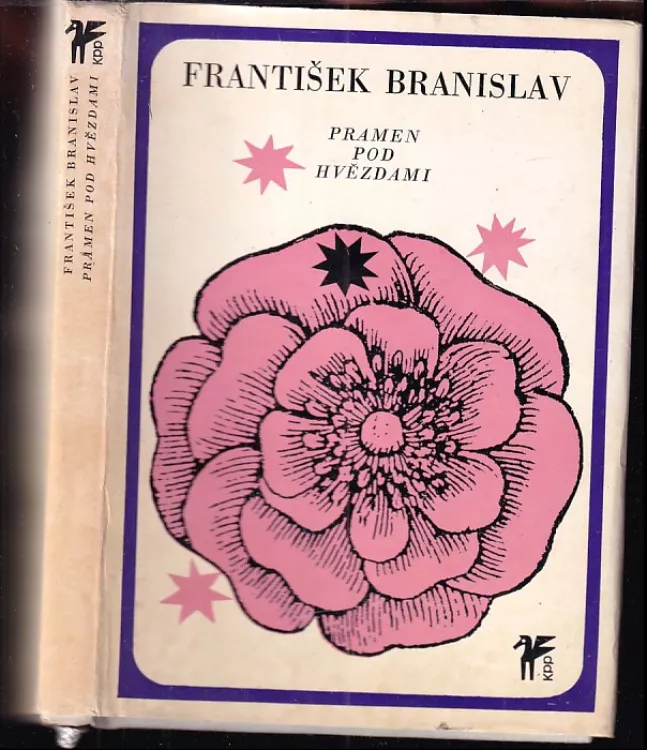 FRANTIŠEK BRANISLAV
PRAMEN
POD
HVĚZDAMI
kpp
kpp
FRANTIŠEK BRANISLAV
PRAMEN POD HVĚZDAMI